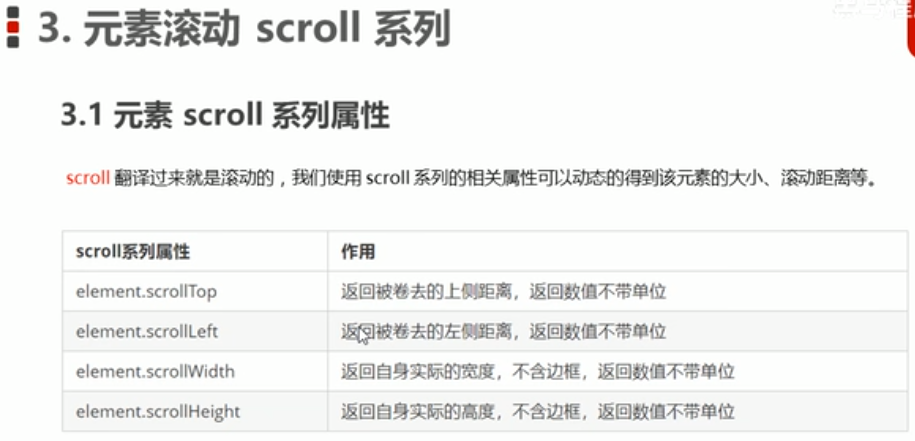 3. 元素滚动 scroll 系列
3.1 元素 scroll 系列属性
scroll 翻译过来就是滚动的，我们使用 scroll 系列的相关属性可以动态的得到该元素的大小、滚动距离等。
scroll系列属性 作用
element.scrollTop 返回被卷去的上侧距离，返回数值不带单位
element.scrollLeft 返回被卷去的左侧距离，返回数值不带单位
element.scrollWidth 返回自身实际的宽度，不含边框，返回数值不带单位
element.scrollHeight 返回自身实际的高度，不含边框，返回数值不带单位